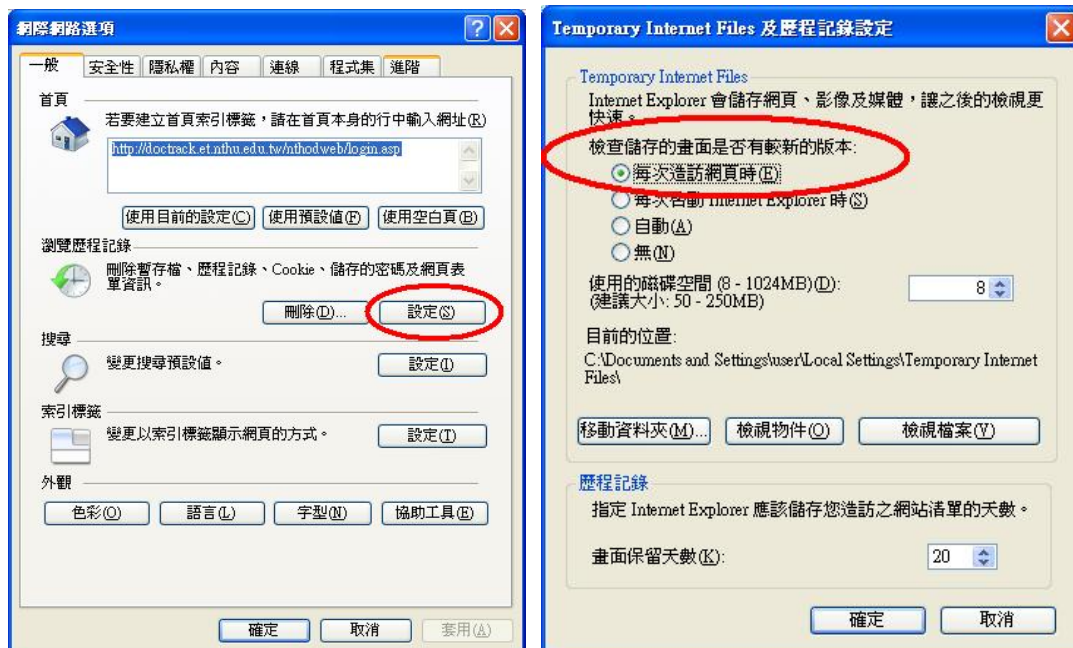 網際網路選項
一般 安全性 隱私權 內容 連線 程式集 進階
首頁
若要建立首頁索引標籤，請在首頁本身的行中輸入網址(R)
http://doctrack.et.nthu.edu.tw/nthodweb/login.asp
使用目前的設定(C) 使用預設值(F) 使用空白頁(B)
瀏覽歷程記錄
刪除暫存檔、歷程記錄、Cookie、儲存的密碼及網頁表
單資訊。
刪除(D)... 設定(S)
搜尋
變更搜尋預設值。
設定(I)
索引標籤
變更以索引標籤顯示網頁的方式。
設定(T)
外觀
色彩(O) 語言(L) 字型(N) 協助工具(E)
確定 取消 套用(A)
Temporary Internet Files 及歷程記錄設定
Temporary Internet Files
Internet Explorer 會儲存網頁、影像及媒體，讓之後的檢視更
快速。
檢查儲存的畫面是否有較新的版本:
每次造訪網頁時(E)
每次啟動 Internet Explorer 時(S)
自動(A)
無(N)
使用的磁碟空間 (8 - 1024MB)(D):
8
(建議大小: 50 - 250MB)
目前的位置:
C:\Documents and Settings\user\Local Settings\Temporary Internet
Files\
移動資料夾(M)... 檢視物件(O) 檢視檔案(V)
歷程記錄
指定 Internet Explorer 應該儲存您造訪之網站清單的天數。
畫面保留天數(K): 20
確定 取消